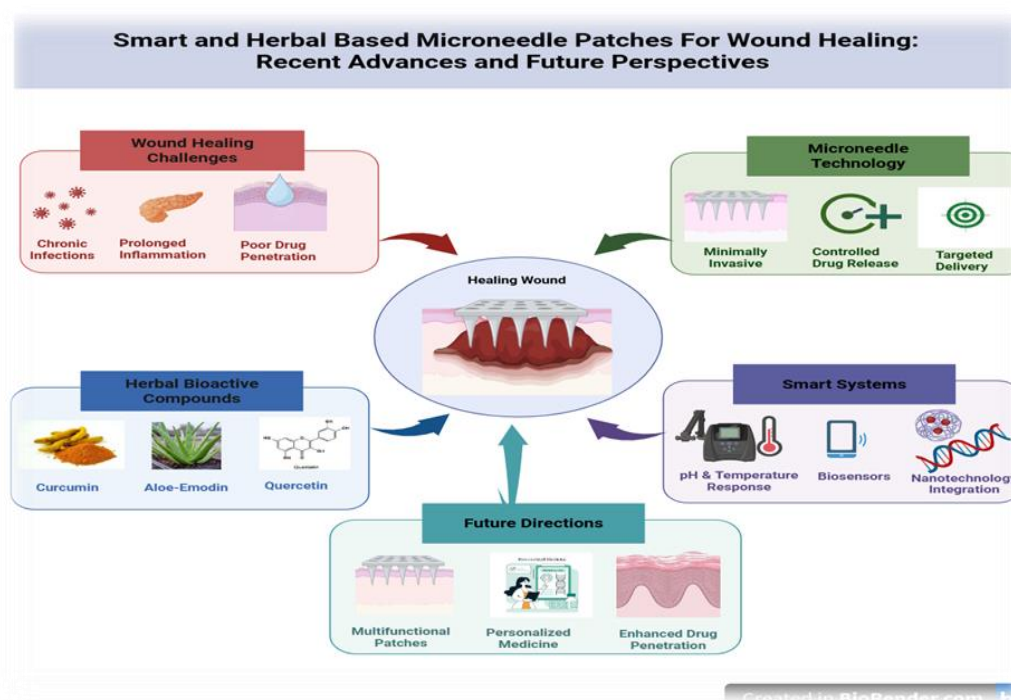 Smart and Herbal Based Microneedle Patches For Wound Healing:
Recent Advances and Future Perspectives
Wound Healing
Challenges
Chronic
Infections
Prolonged
Inflammation
Poor Drug
Penetration
Microneedle
Technology
Minimally
Invasive
Controlled
Drug Release
Targeted
Delivery
Healing Wound
Herbal Bioactive
Compounds
Curcumin
Aloe-Emodin
Quercetin
Smart Systems
pH & Temperature
Response
Biosensors
Nanotechnology
Integration
Future Directions
Multifunctional
Patches
Personalized
Medicine
Enhanced Drug
Penetration
Created in BioRender.com